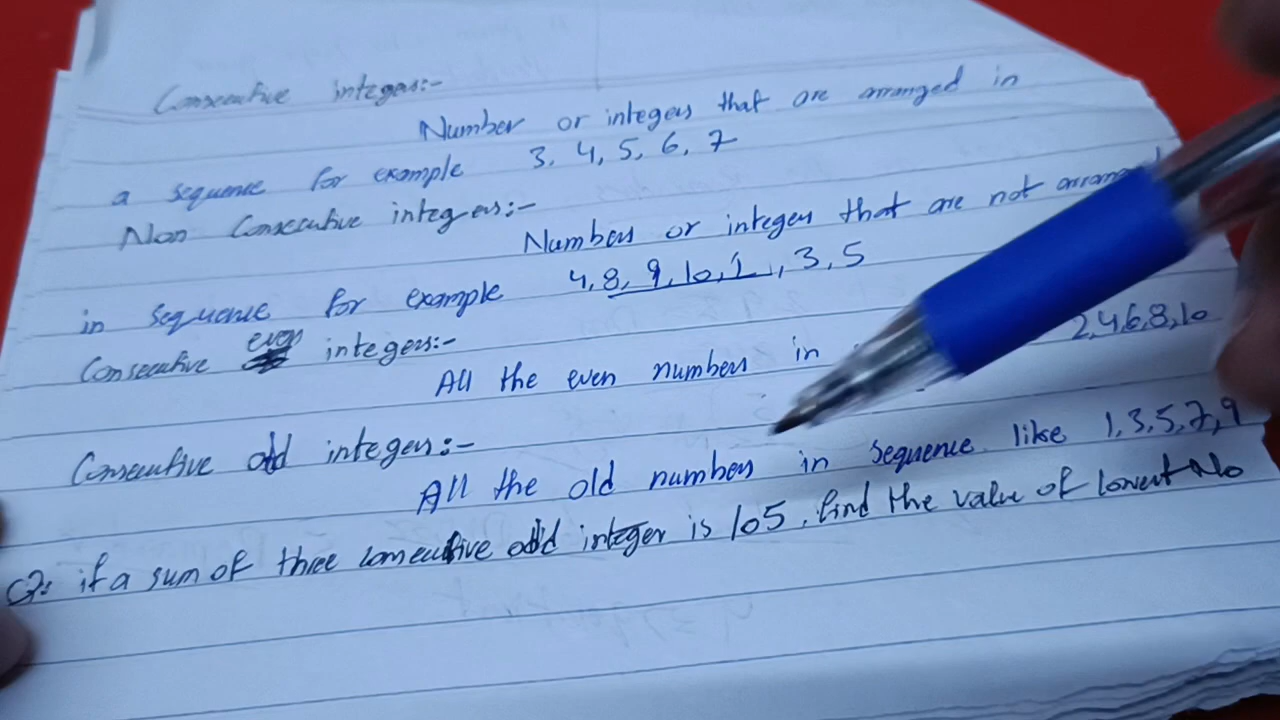 Consecutive integers:-
Number or integers that are arranged in
a sequence for example 3, 4, 5, 6, 7
Non Consecutive integers:-
Numbers or integers that are not
in sequence for example 4, 8, 9, 10, 1, 3, 5
Consecutive even integers:-
All the even numbers in 2,4,6,8,10
Consecutive odd integers:-
All the old numbers in sequence like 1,3,5,7,9
Q: if a sum of three consecutive odd integer is 105, find the value of lowest No